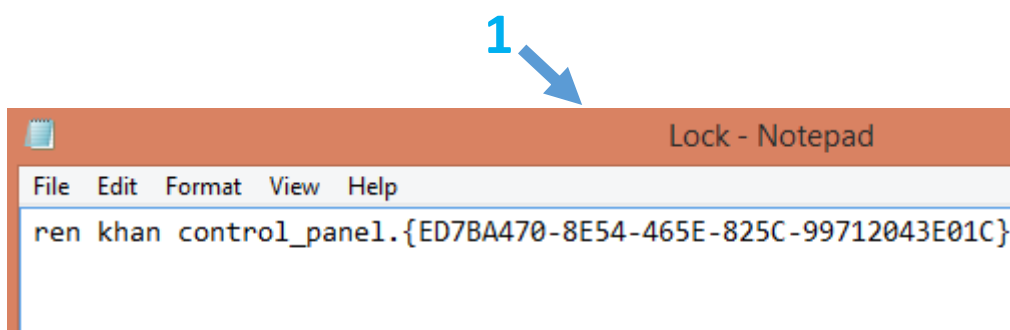 1
Lock - Notepad
File Edit Format View Help
ren khan control_panel.{ED7BA470-8E54-465E-825C-99712043E01C}